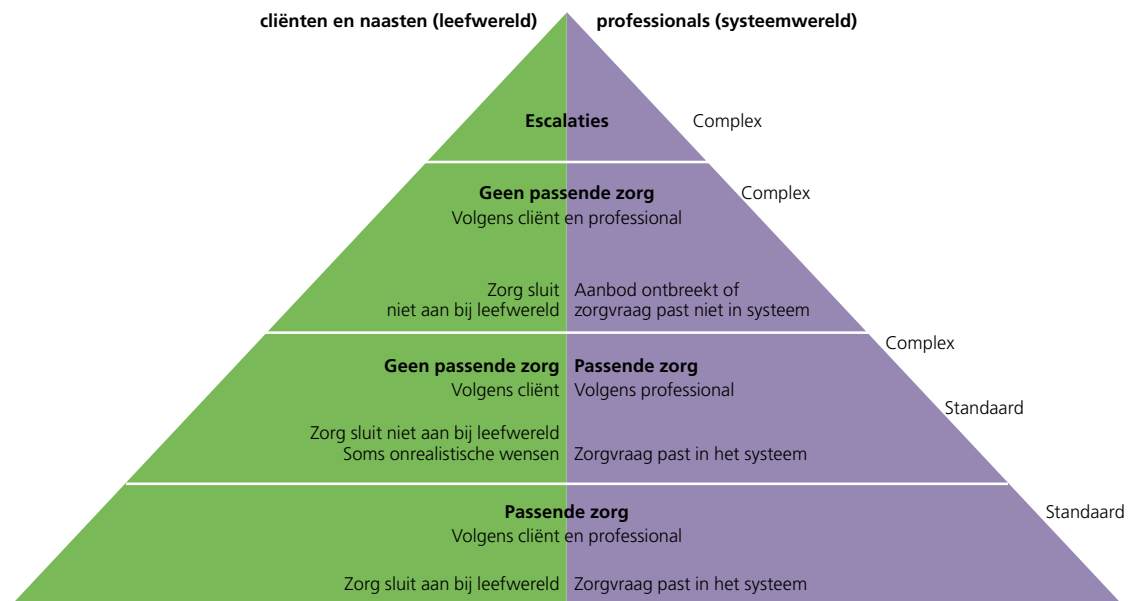 cliënten en naasten (leefwereld) professionals (systeemwereld)
Escalaties Complex
Geen passende zorg Complex
Volgens cliënt en professional
Zorg sluit Aanbod ontbreekt of
niet aan bij leefwereld zorgvraag past niet in systeem
Complex
Geen passende zorg Passende zorg
Volgens cliënt Volgens professional
Standaard
Zorg sluit niet aan bij leefwereld
Soms onrealistische wensen Zorgvraag past in het systeem
Passende zorg Standaard
Volgens cliënt en professional
Zorg sluit aan bij leefwereld Zorgvraag past in het systeem